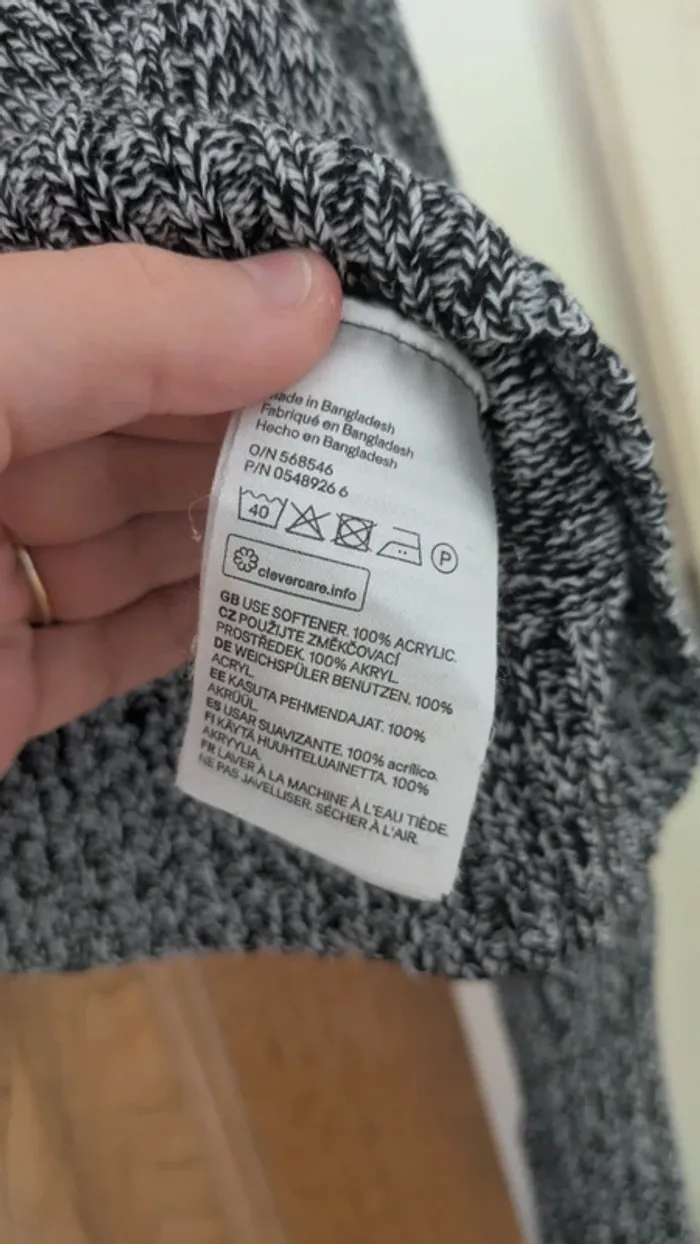 Made in Bangladesh
Fabriqué en Bangladesh
Hecho en Bangladesh
O/N 568546
P/N 0548926 6
40
P
clevercare.info
GB USE SOFTENER. 100% ACRYLIC.
CZ POUŽIJTE ZMĚKČOVACÍ
PROSTŘEDEK. 100% AKRYL.
DE WEICHSPÜLER BENUTZEN. 100%
ACRYL.
EE KASUTA PEHMENDAJAT. 100%
AKRÜÜL.
ES USAR SUAVIZANTE. 100% acrílico.
FI KÄYTÄ HUUHTELUAINETTA. 100%
AKRYYLIA.
FR LAVER À LA MACHINE À L'EAU TIÈDE.
NE PAS JAVELLISER. SÉCHER À L'AIR.